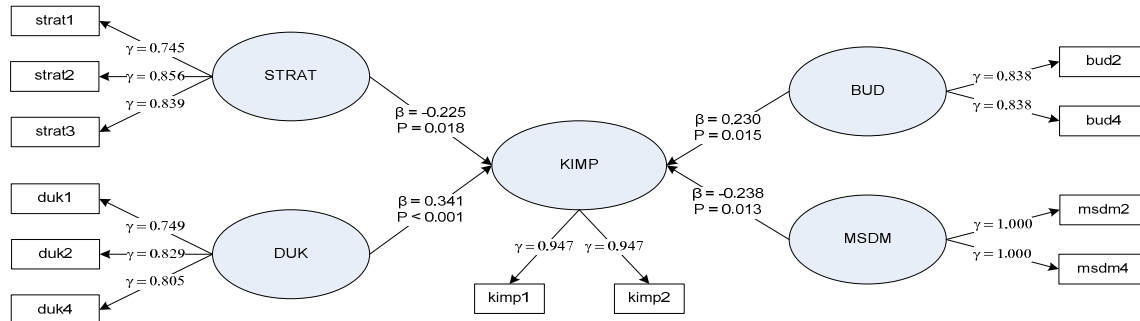 strat1
strat2
strat3
γ = 0.745
γ = 0.856
γ = 0.839
STRAT
β = -0.225
P = 0.018
duk1
duk2
duk4
γ = 0.749
γ = 0.829
γ = 0.805
DUK
β = 0.341
P < 0.001
KIMP
γ = 0.947
γ = 0.947
kimp1
kimp2
BUD
β = 0.230
P = 0.015
γ = 0.838
γ = 0.838
bud2
bud4
MSDM
β = -0.238
P = 0.013
γ = 1.000
γ = 1.000
msdm2
msdm4